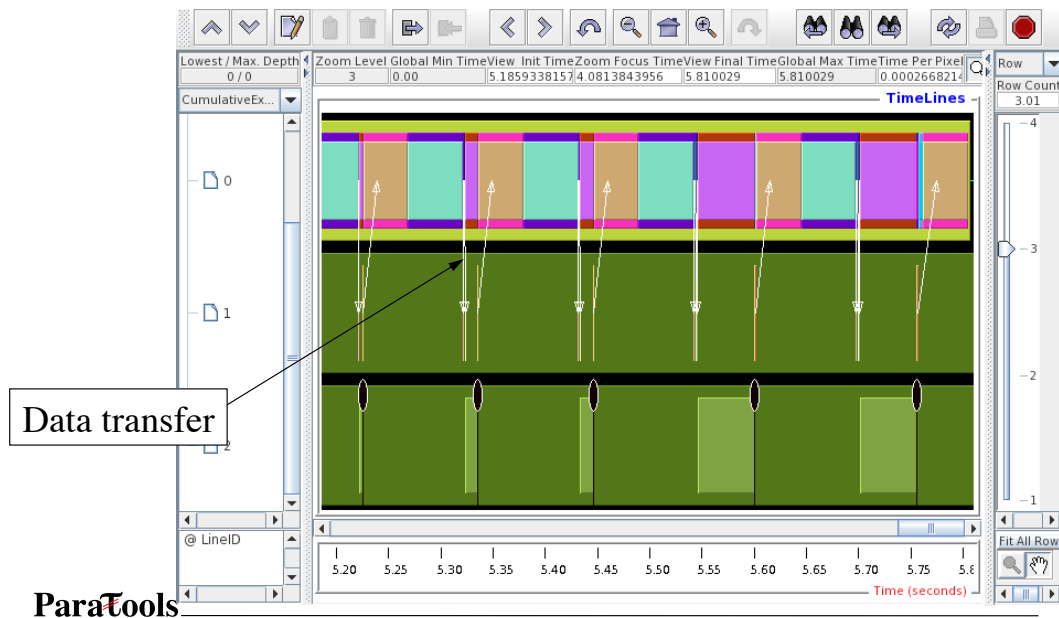 Lowest / Max. Depth
0 / 0
CumulativeEx...
Zoom Level Global Min Time View Init Time Zoom Focus Time View Final Time Global Max Time Time Per Pixel
3 0.00 5.1859338157 4.0813843956 5.810029 5.810029 0.0002668214
Row
Row Count
3.01
TimeLines
0
1
2
4
3
2
1
Data transfer
@ LineID
5.20 5.25 5.30 5.35 5.40 5.45 5.50 5.55 5.60 5.65 5.70 5.75 5.8
Time (seconds)
Fit All Row
ParaTools